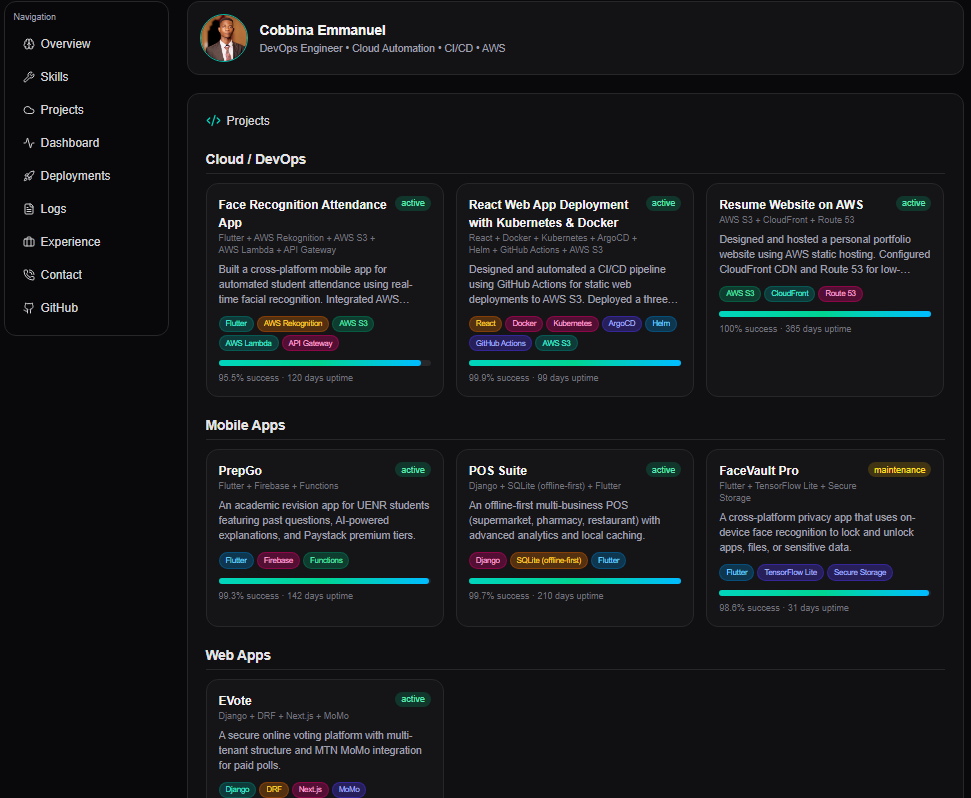 Navigation
Overview
Skills
Projects
Dashboard
Deployments
Logs
Experience
Contact
GitHub
Cobbina Emmanuel
DevOps Engineer • Cloud Automation • CI/CD • AWS
Projects
Cloud / DevOps
Face Recognition Attendance
App
active
Flutter + AWS Rekognition + AWS S3 +
AWS Lambda + API Gateway
Built a cross-platform mobile app for
automated student attendance using real-
time facial recognition. Integrated AWS…
Flutter AWS Rekognition AWS S3
AWS Lambda API Gateway
95.5% success · 120 days uptime
React Web App Deployment
with Kubernetes & Docker
active
React + Docker + Kubernetes + ArgoCD +
Helm + GitHub Actions + AWS S3
Designed and automated a CI/CD pipeline
using GitHub Actions for static web
deployments to AWS S3. Deployed a three…
React Docker Kubernetes ArgoCD Helm
GitHub Actions AWS S3
99.9% success · 99 days uptime
Resume Website on AWS
active
AWS S3 + CloudFront + Route 53
Designed and hosted a personal portfolio
website using AWS static hosting. Configured
CloudFront CDN and Route 53 for low-…
AWS S3 CloudFront Route 53
100% success · 365 days uptime
Mobile Apps
PrepGo
active
Flutter + Firebase + Functions
An academic revision app for UENR students
featuring past questions, AI-powered
explanations, and Paystack premium tiers.
Flutter Firebase Functions
99.3% success · 142 days uptime
POS Suite
active
Django + SQLite (offline-first) + Flutter
An offline-first multi-business POS
(supermarket, pharmacy, restaurant) with
advanced analytics and local caching.
Django SQLite (offline-first) Flutter
99.7% success · 210 days uptime
FaceVault Pro
maintenance
Flutter + TensorFlow Lite + Secure
Storage
A cross-platform privacy app that uses on-
device face recognition to lock and unlock
apps, files, or sensitive data.
Flutter TensorFlow Lite Secure Storage
98.6% success · 31 days uptime
Web Apps
EVote
active
Django + DRF + Next.js + MoMo
A secure online voting platform with multi-
tenant structure and MTN MoMo integration
for paid polls.
Django DRF Next.js MoMo